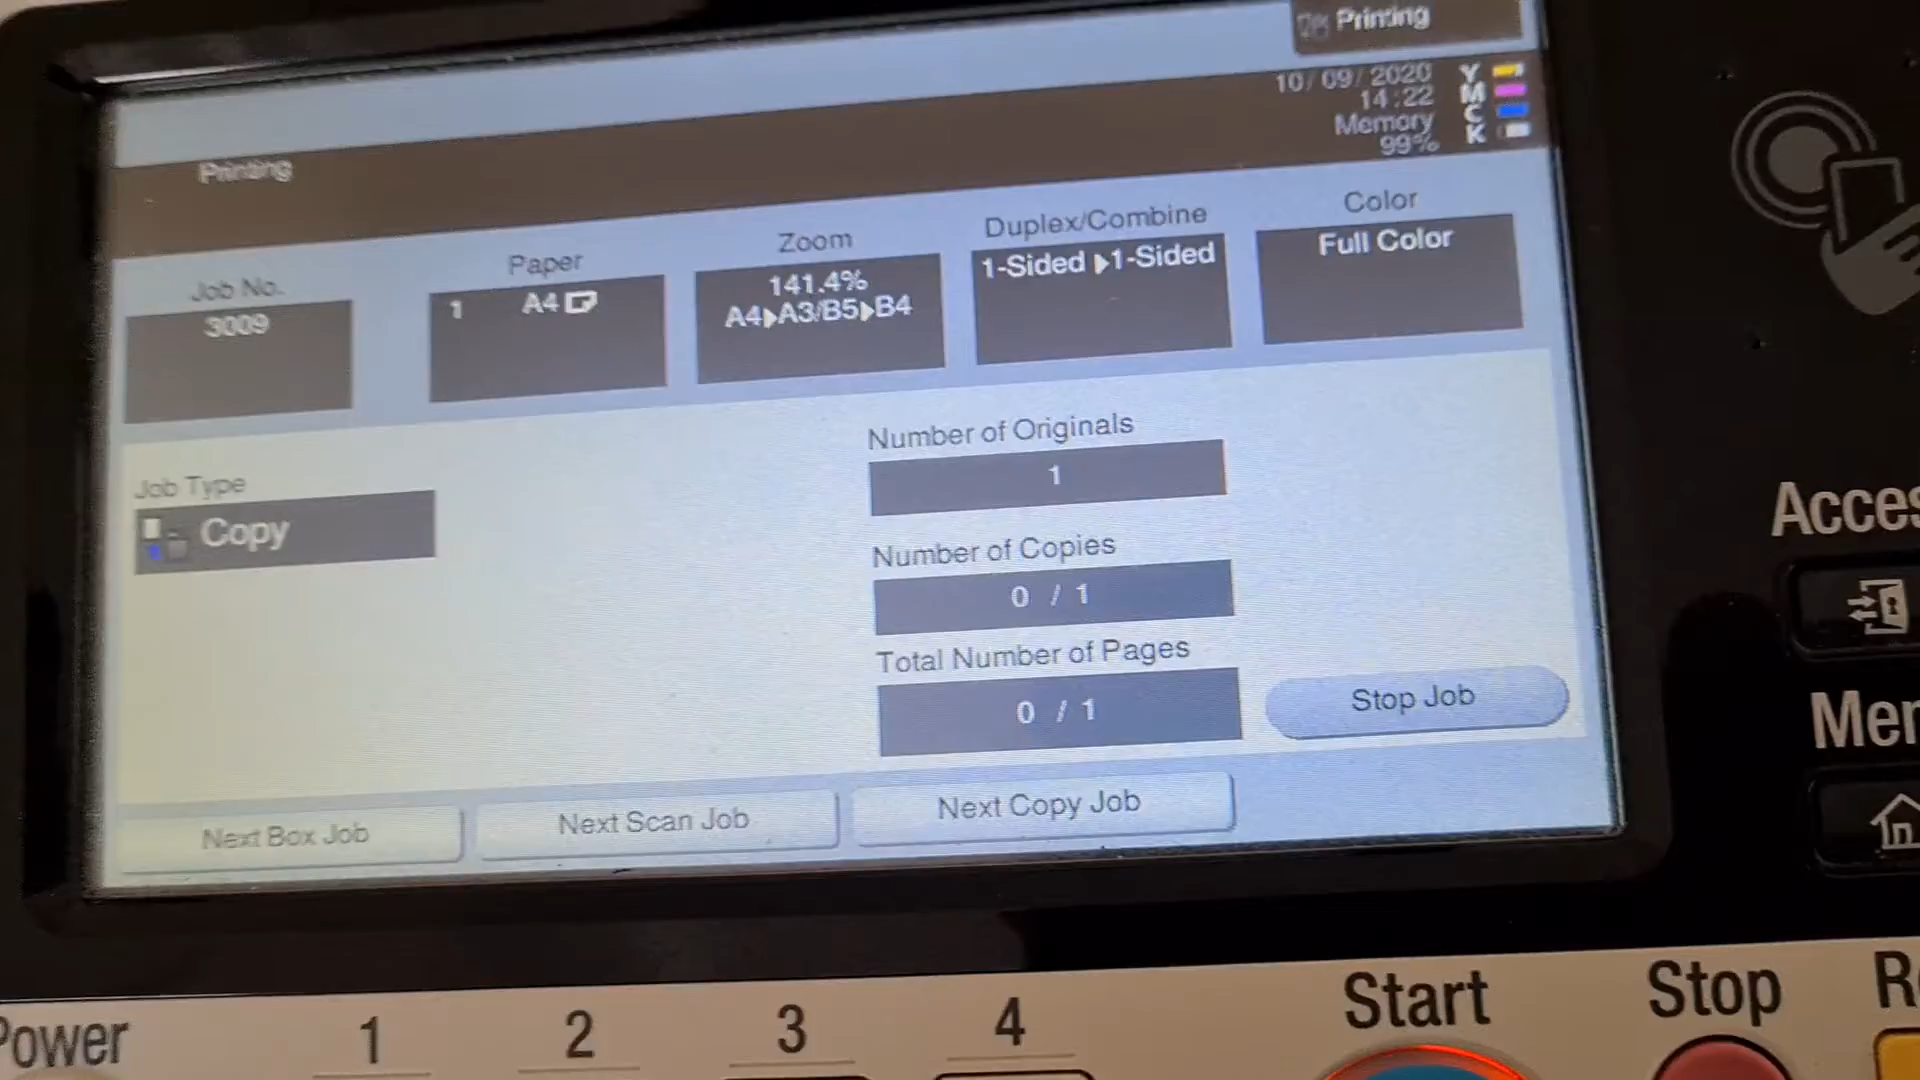 Printing
10/09/2020
14:22
Memory
99%
Y
M
C
K
Printing
Job No.
3009
Paper
1 A4
Zoom
141.4%
A4▶A3/B5▶B4
Duplex/Combine
1-Sided ▶1-Sided
Color
Full Color
Job Type
Copy
Number of Originals
1
Number of Copies
0 / 1
Total Number of Pages
0 / 1
Stop Job
Next Box Job
Next Scan Job
Next Copy Job
Acces
Power
1
2
3
4
Start
Stop